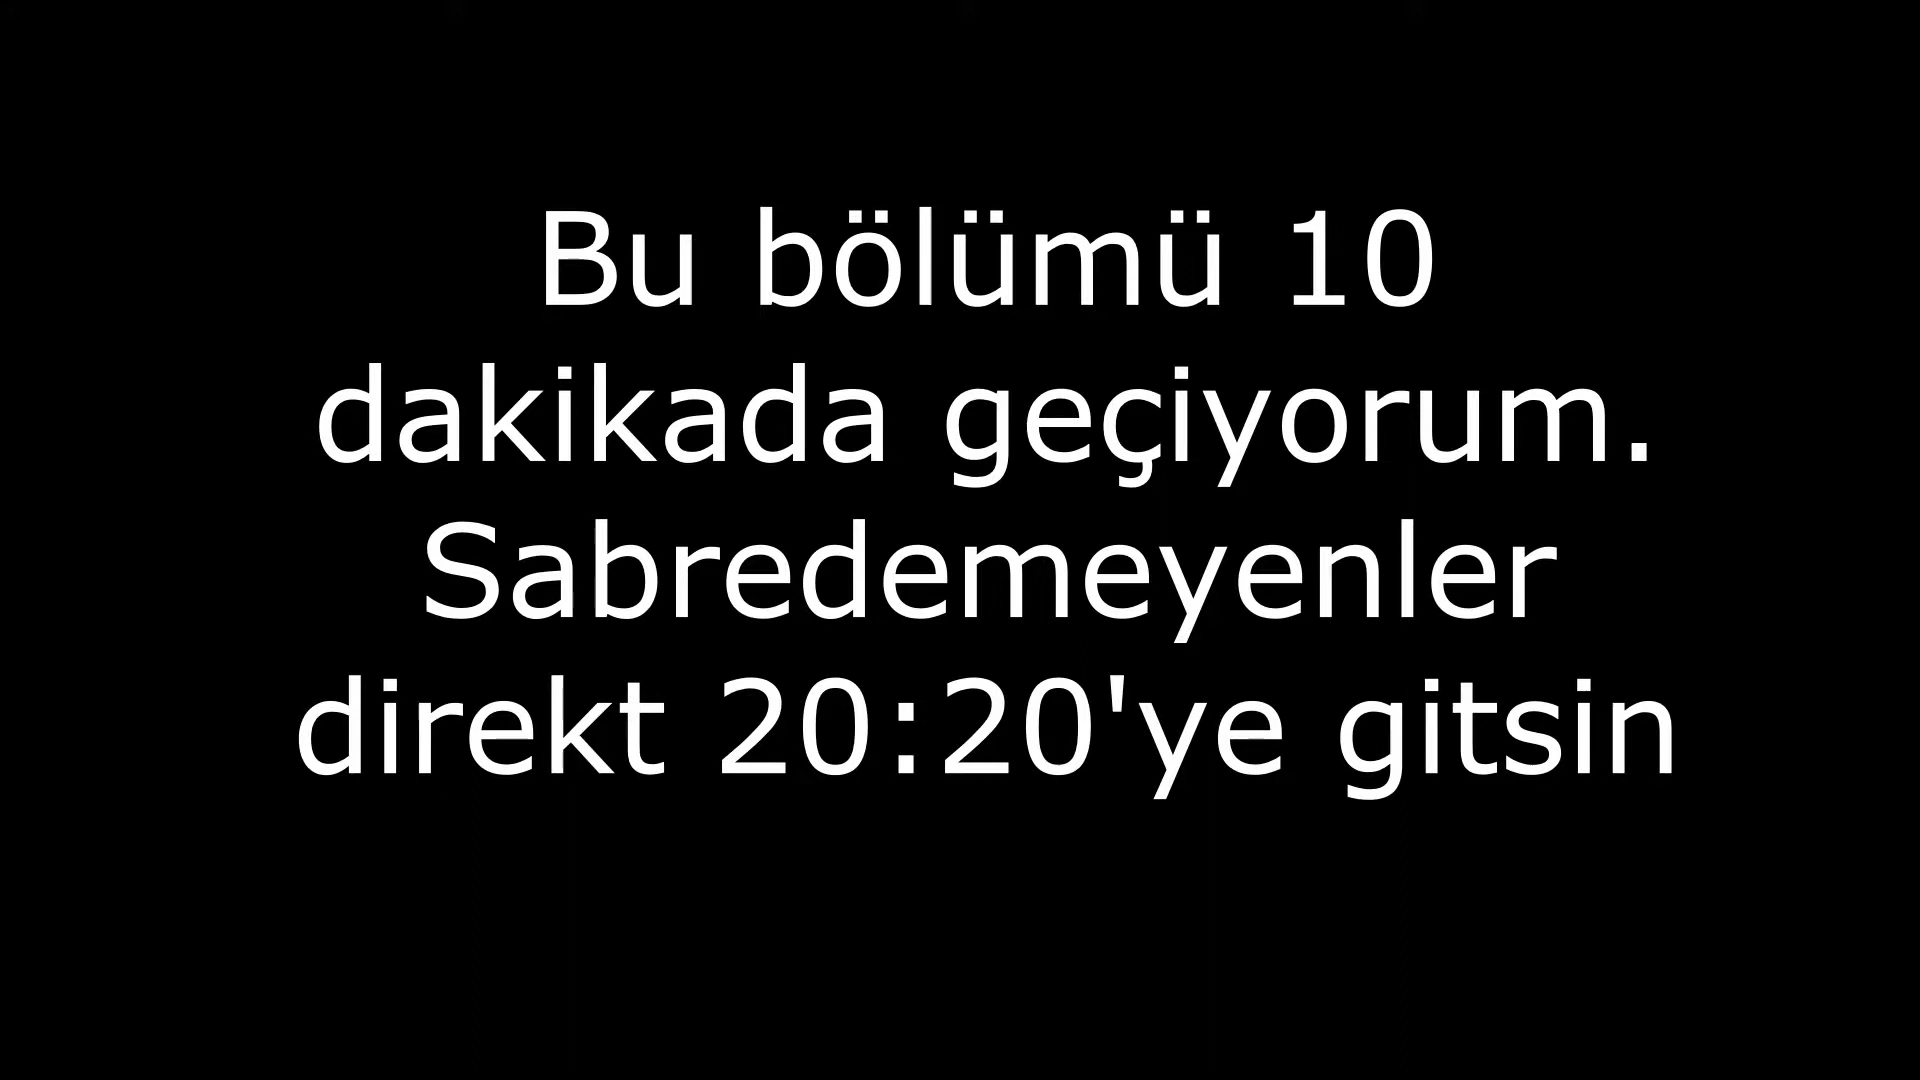 Bu bölümü 10
dakikada geçiyorum.
Sabredemeyenler
direkt 20:20'ye gitsin